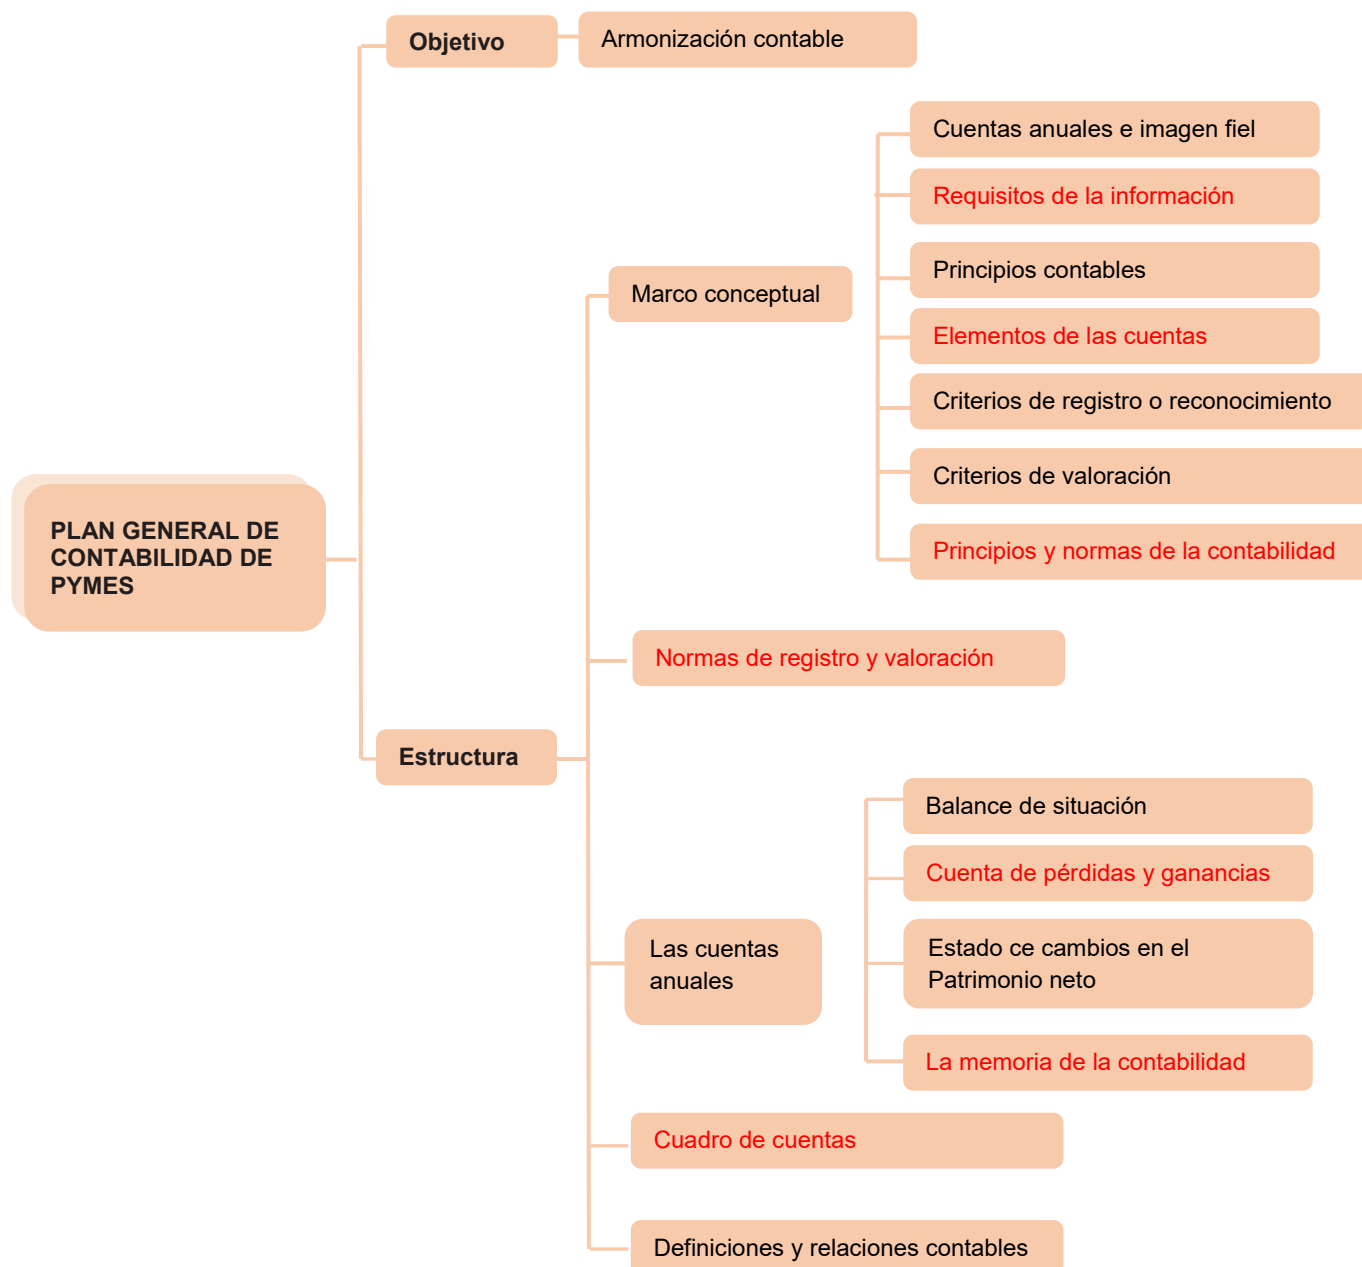 Objetivo
Armonización contable
Cuentas anuales e imagen fiel
Requisitos de la información
Principios contables
Marco conceptual
Elementos de las cuentas
Criterios de registro o reconocimiento
Criterios de valoración
Principios y normas de la contabilidad
PLAN GENERAL DE
CONTABILIDAD DE
PYMES
Normas de registro y valoración
Estructura
Balance de situación
Cuenta de pérdidas y ganancias
Las cuentas
anuales
Estado ce cambios en el
Patrimonio neto
La memoria de la contabilidad
Cuadro de cuentas
Definiciones y relaciones contables